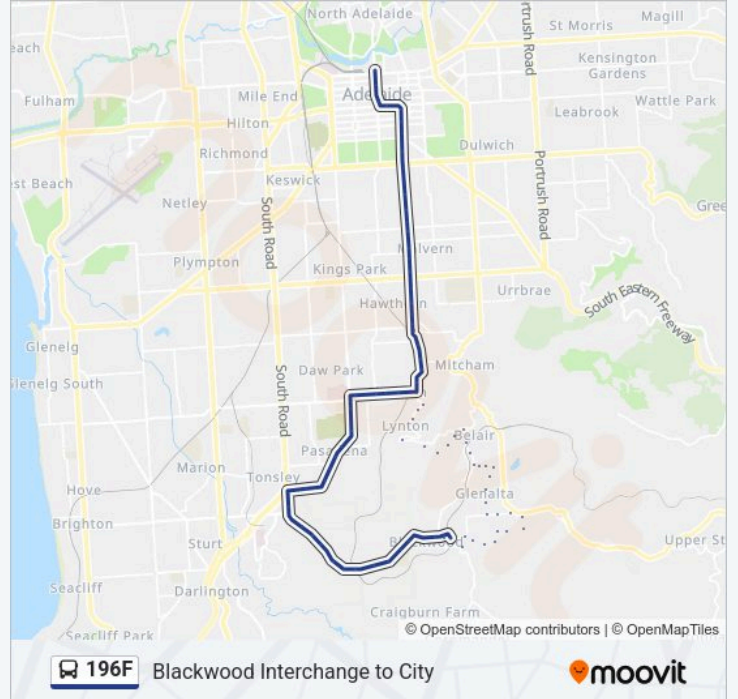 North Adelaide
Magill
St Morris
Portrush Road
each
Kensington
Gardens
Mile End
Adelaide
Fulham
Wattle Park
Leabrook
Hilton
Richmond
Dulwich
est Beach
Keswick
Portrush Road
Netley
South Road
Gree
Malvern
Plympton
Kings Park
Urrbrae
South Eastern Freeway
Hawthorn
Glenelg
Dawn Park
Mitcham
Glenelg South
South Road
Lynton
Belair
Pasadena
Marion
Tonsley
Hove
Glenalta
Brighton
Sturt
Blackwood
Upper St
Seacliff
Darlington
Craigburn Farm
Seacliff Park
© OpenStreetMap contributors | © OpenMapTiles
196F Blackwood Interchange to City
moovit